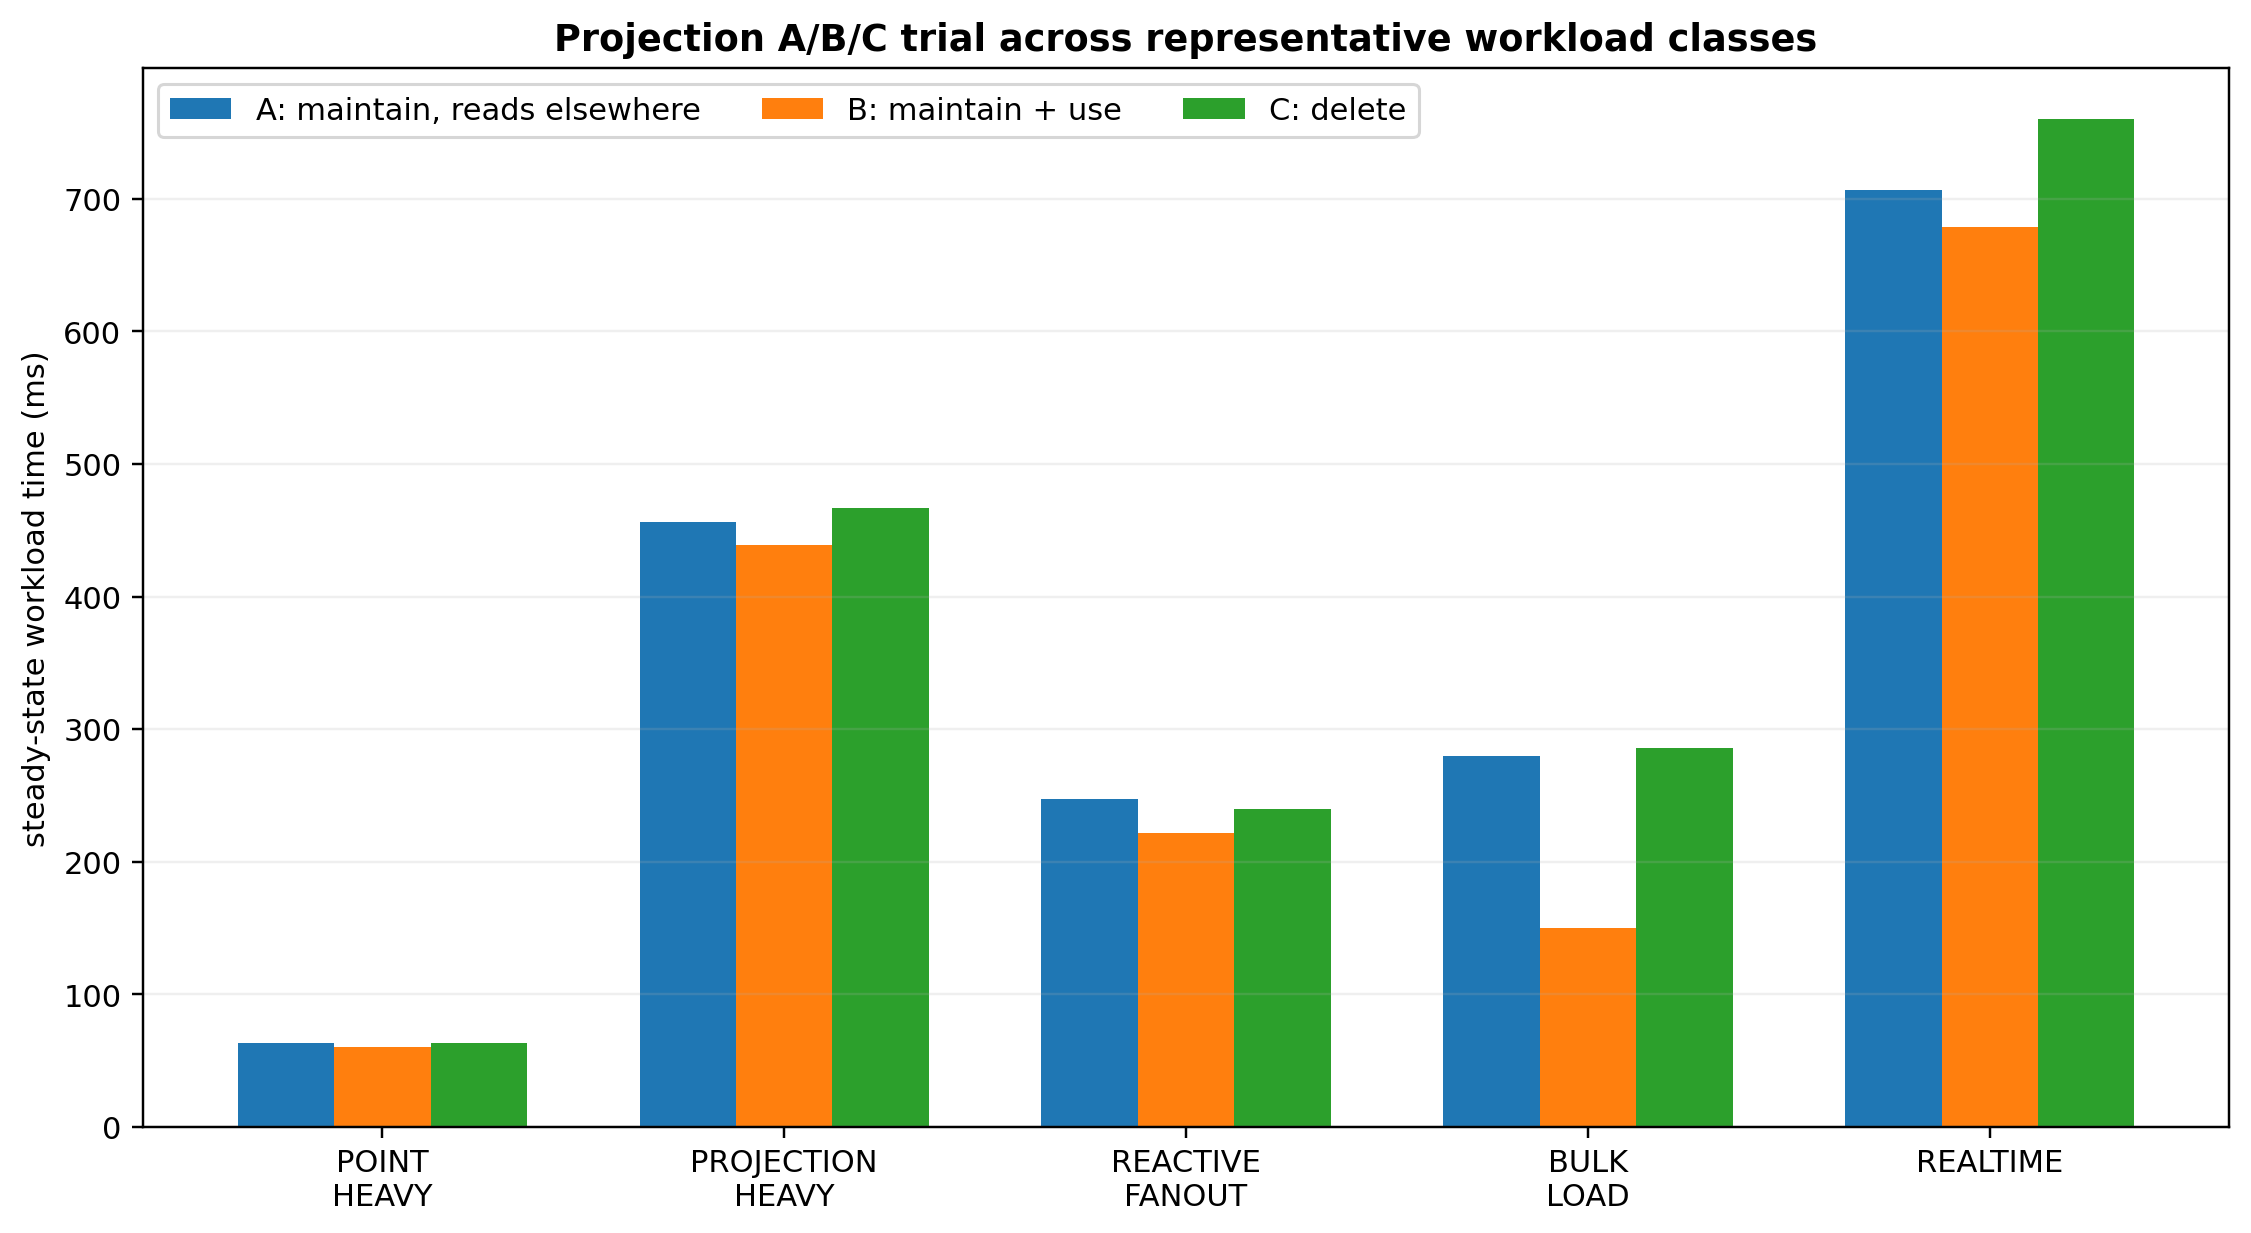 Projection A/B/C trial across representative workload classes
A: maintain, reads elsewhere
B: maintain + use
C: delete
steady-state workload time (ms)
700
600
500
400
300
200
100
0
POINT
HEAVY
PROJECTION
HEAVY
REACTIVE
FANOUT
BULK
LOAD
REALTIME